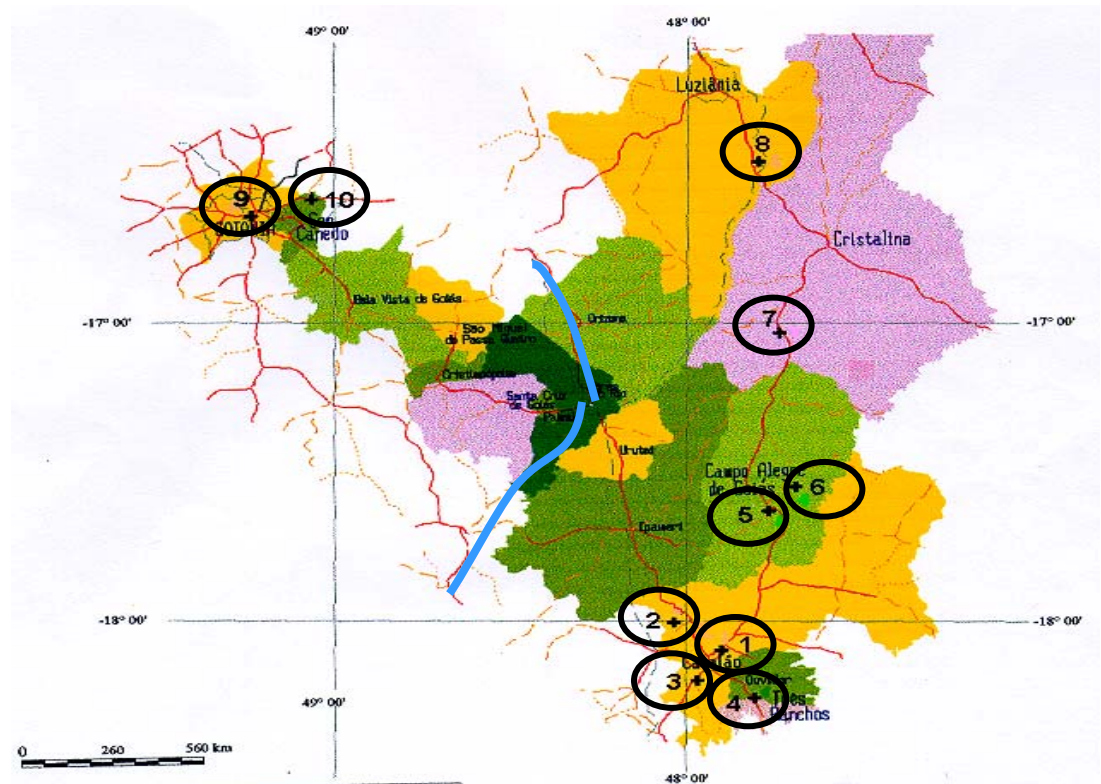 48° 00'
49° 00'
Luziânia
8
9
10
Canedo
Cristalina
Bela Vista de Goiás
Orizona
7
-17° 00'
-17° 00'
São Miguel
do Passa Quatro
Cristianópolis
Santa Cruz
de Goiás
Urutaí
Campo Alegre
de Goiás
6
5
Ipameri
-18° 00'
-18° 00'
2
1
Catalão
3
Ouvidor
4
Três
Ranchos
49° 00'
48° 00'
0 260 560 km